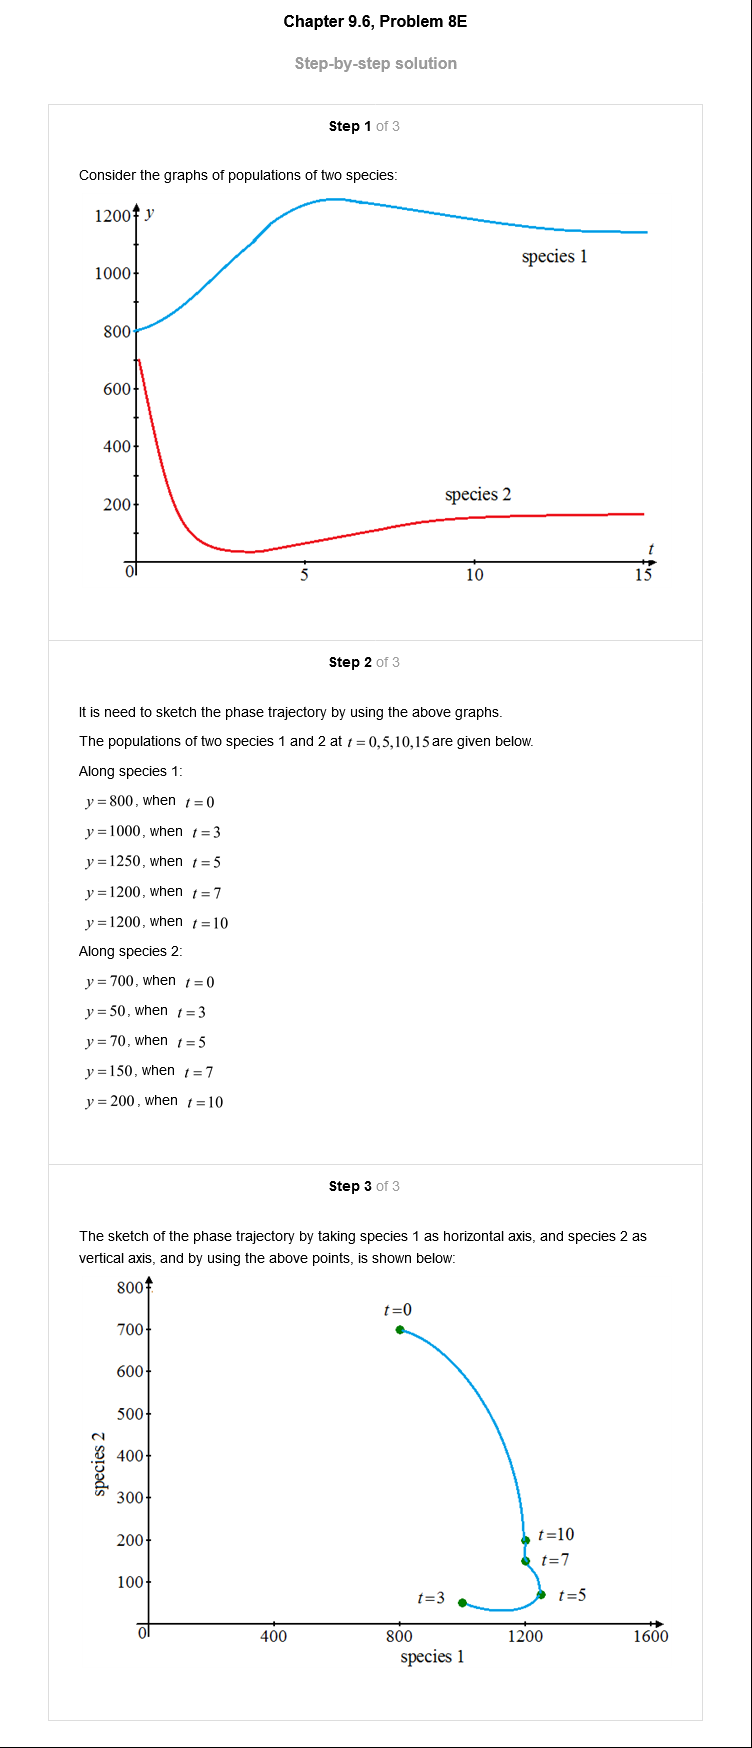 Chapter 9.6, Problem 8E
Step-by-step solution
Step 1 of 3
Consider the graphs of populations of two species:
1200 y
1000
800
600
400
200
0 5 10 15
t
species 1
species 2
Step 2 of 3
It is need to sketch the phase trajectory by using the above graphs.
The populations of two species 1 and 2 at t = 0,5,10,15 are given below.
Along species 1:
y = 800, when t = 0
y = 1000, when t = 3
y = 1250, when t = 5
y = 1200, when t = 7
y = 1200, when t = 10
Along species 2:
y = 700, when t = 0
y = 50, when t = 3
y = 70, when t = 5
y = 150, when t = 7
y = 200, when t = 10
Step 3 of 3
The sketch of the phase trajectory by taking species 1 as horizontal axis, and species 2 as
vertical axis, and by using the above points, is shown below:
800
t=0
700
600
500
400
300
200
100
species 2
t=10
t=7
t=3
t=5
0 400 800 1200 1600
species 1